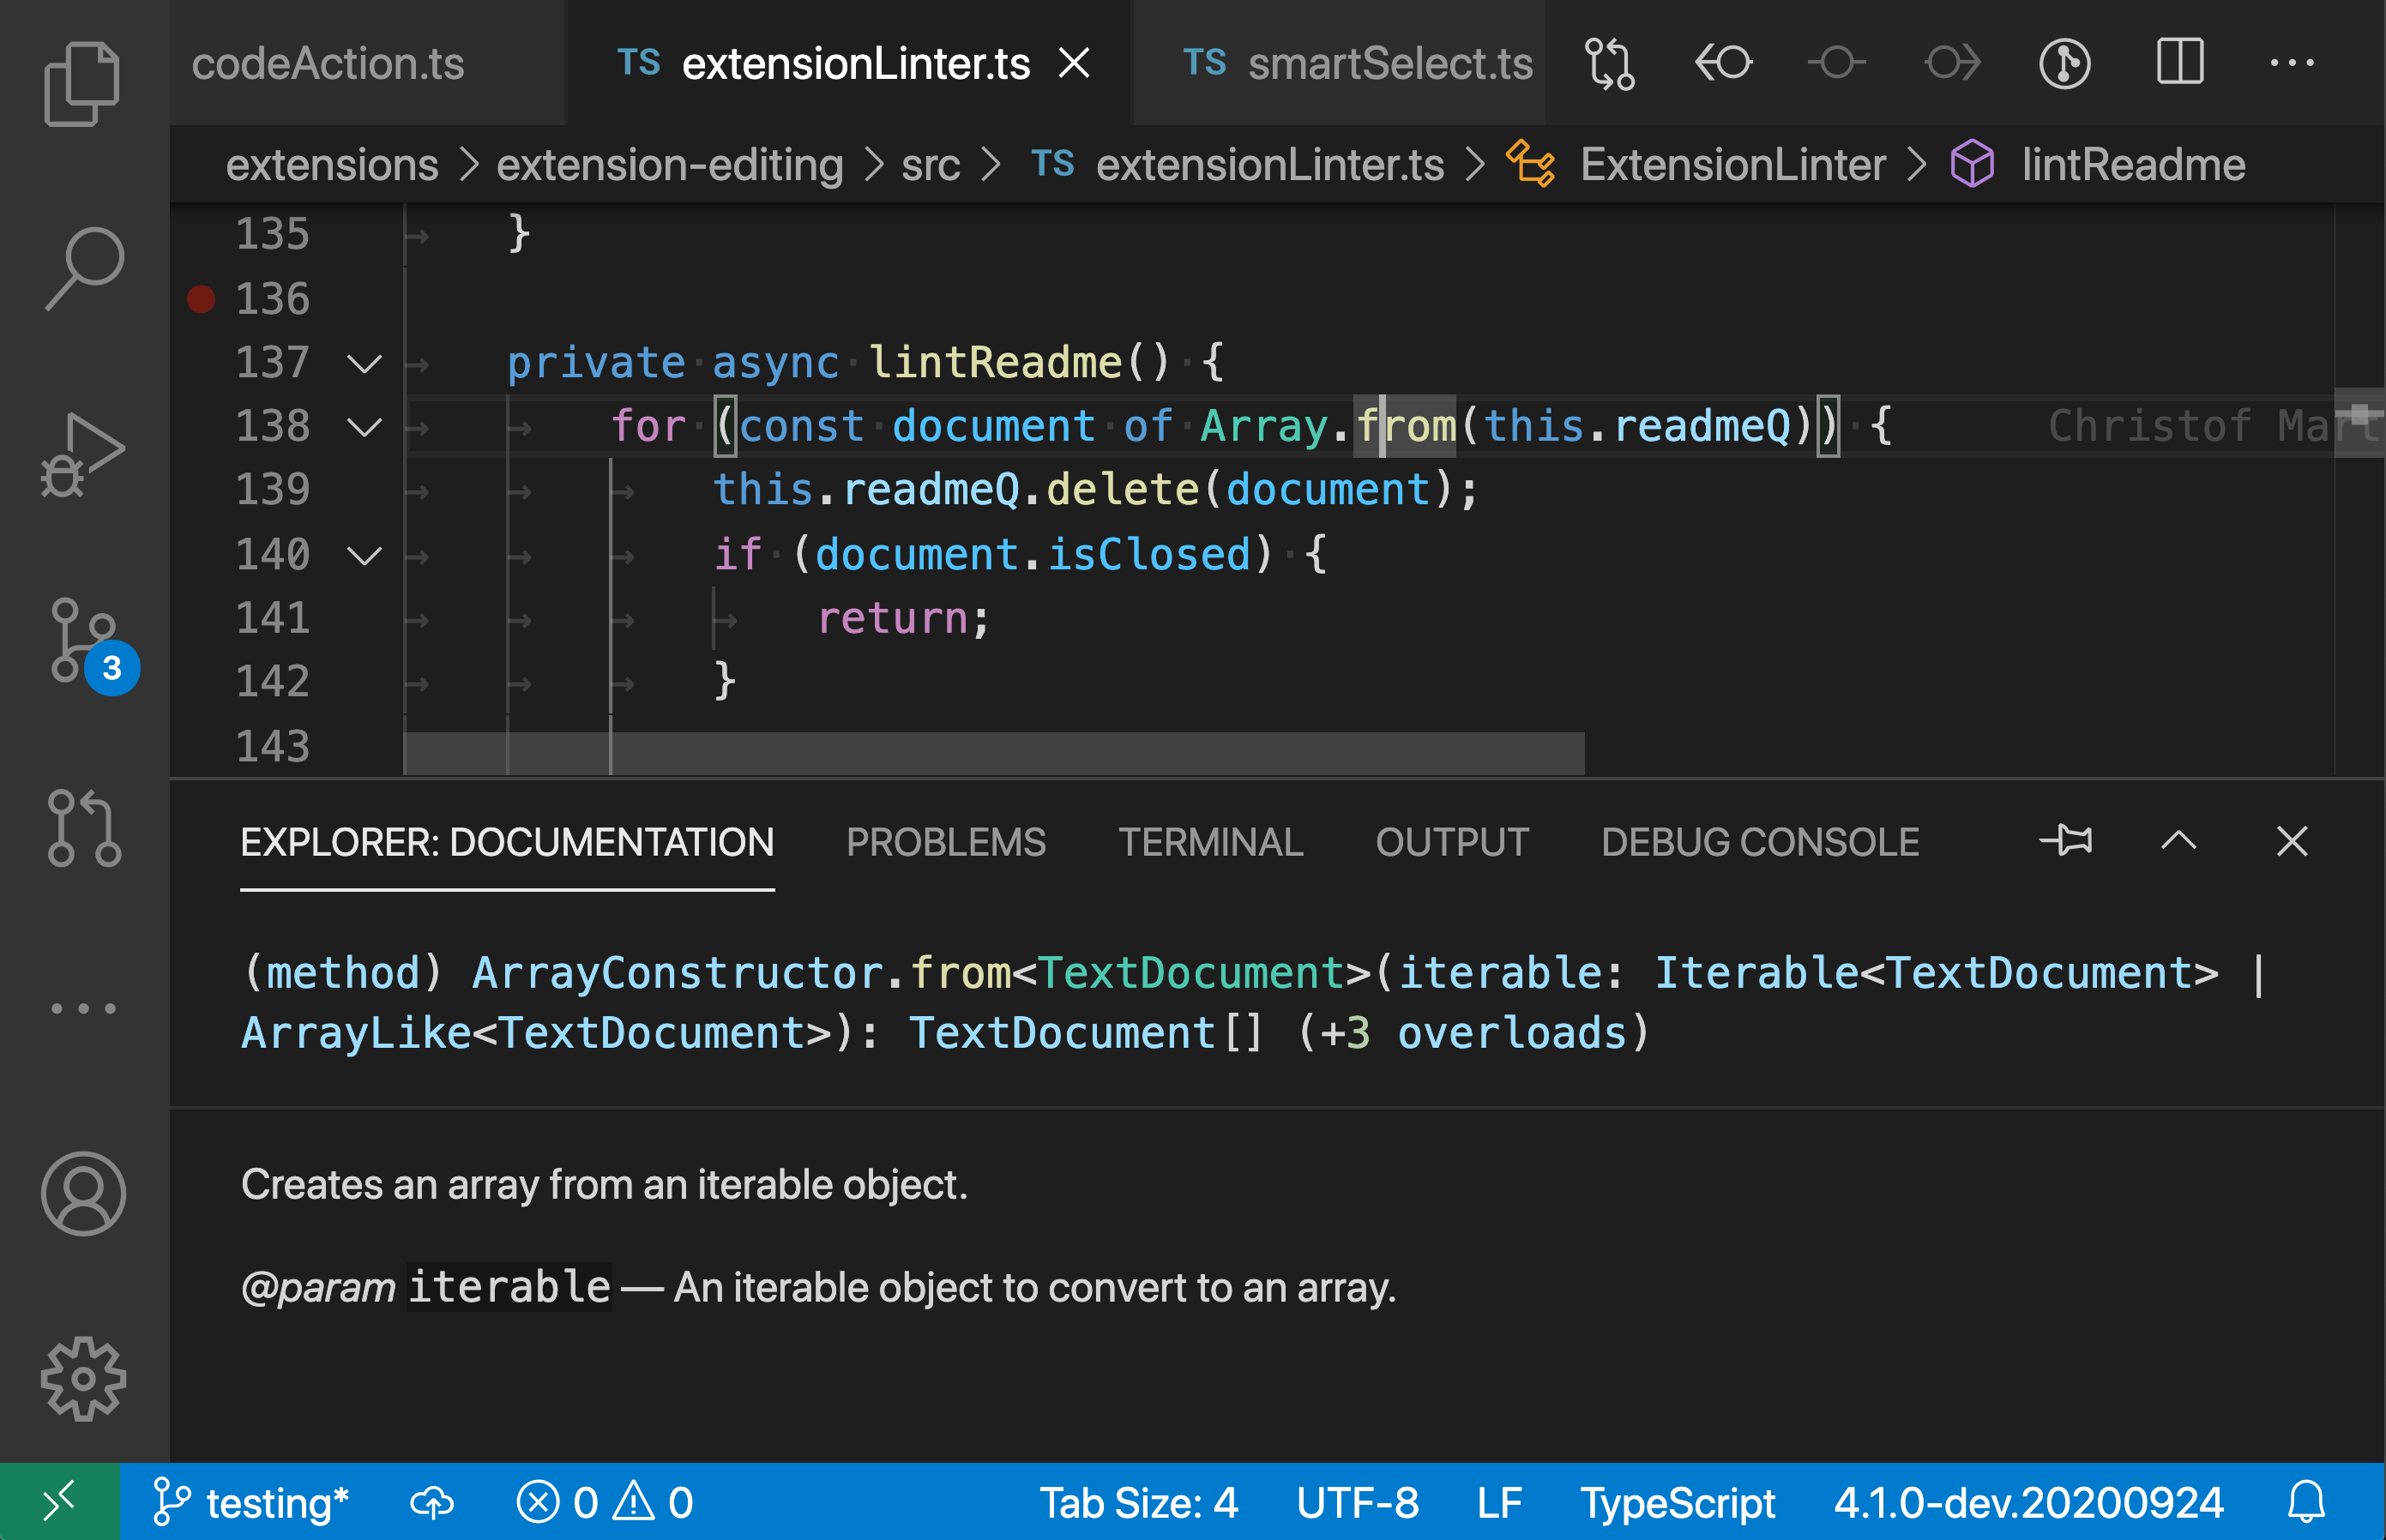 codeAction.ts TS extensionLinter.ts TS smartSelect.ts
extensions > extension-editing > src > TS extensionLinter.ts > ExtensionLinter > lintReadme
135 }
136
137 private async lintReadme() {
138 for (const document of Array.from(this.readmeQ)) { Christof
139 this.readmeQ.delete(document);
140 if (document.isClosed) {
141 return;
142 }
143
3
EXPLORER: DOCUMENTATION PROBLEMS TERMINAL OUTPUT DEBUG CONSOLE
(method) ArrayConstructor.from<TextDocument>(iterable: Iterable<TextDocument> |
ArrayLike<TextDocument>): TextDocument[] (+3 overloads)
Creates an array from an iterable object.
@param iterable — An iterable object to convert to an array.
testing* 0 0 Tab Size: 4 UTF-8 LF TypeScript 4.1.0-dev.20200924